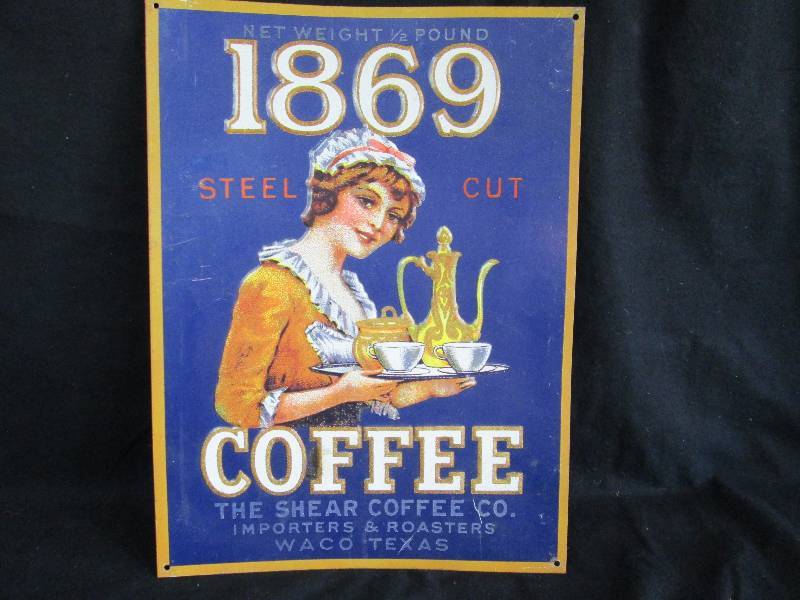 NET WEIGHT ½ POUND
1869
STEEL CUT
COFFEE
THE SHEAR COFFEE CO.
IMPORTERS & ROASTERS
WACO TEXAS